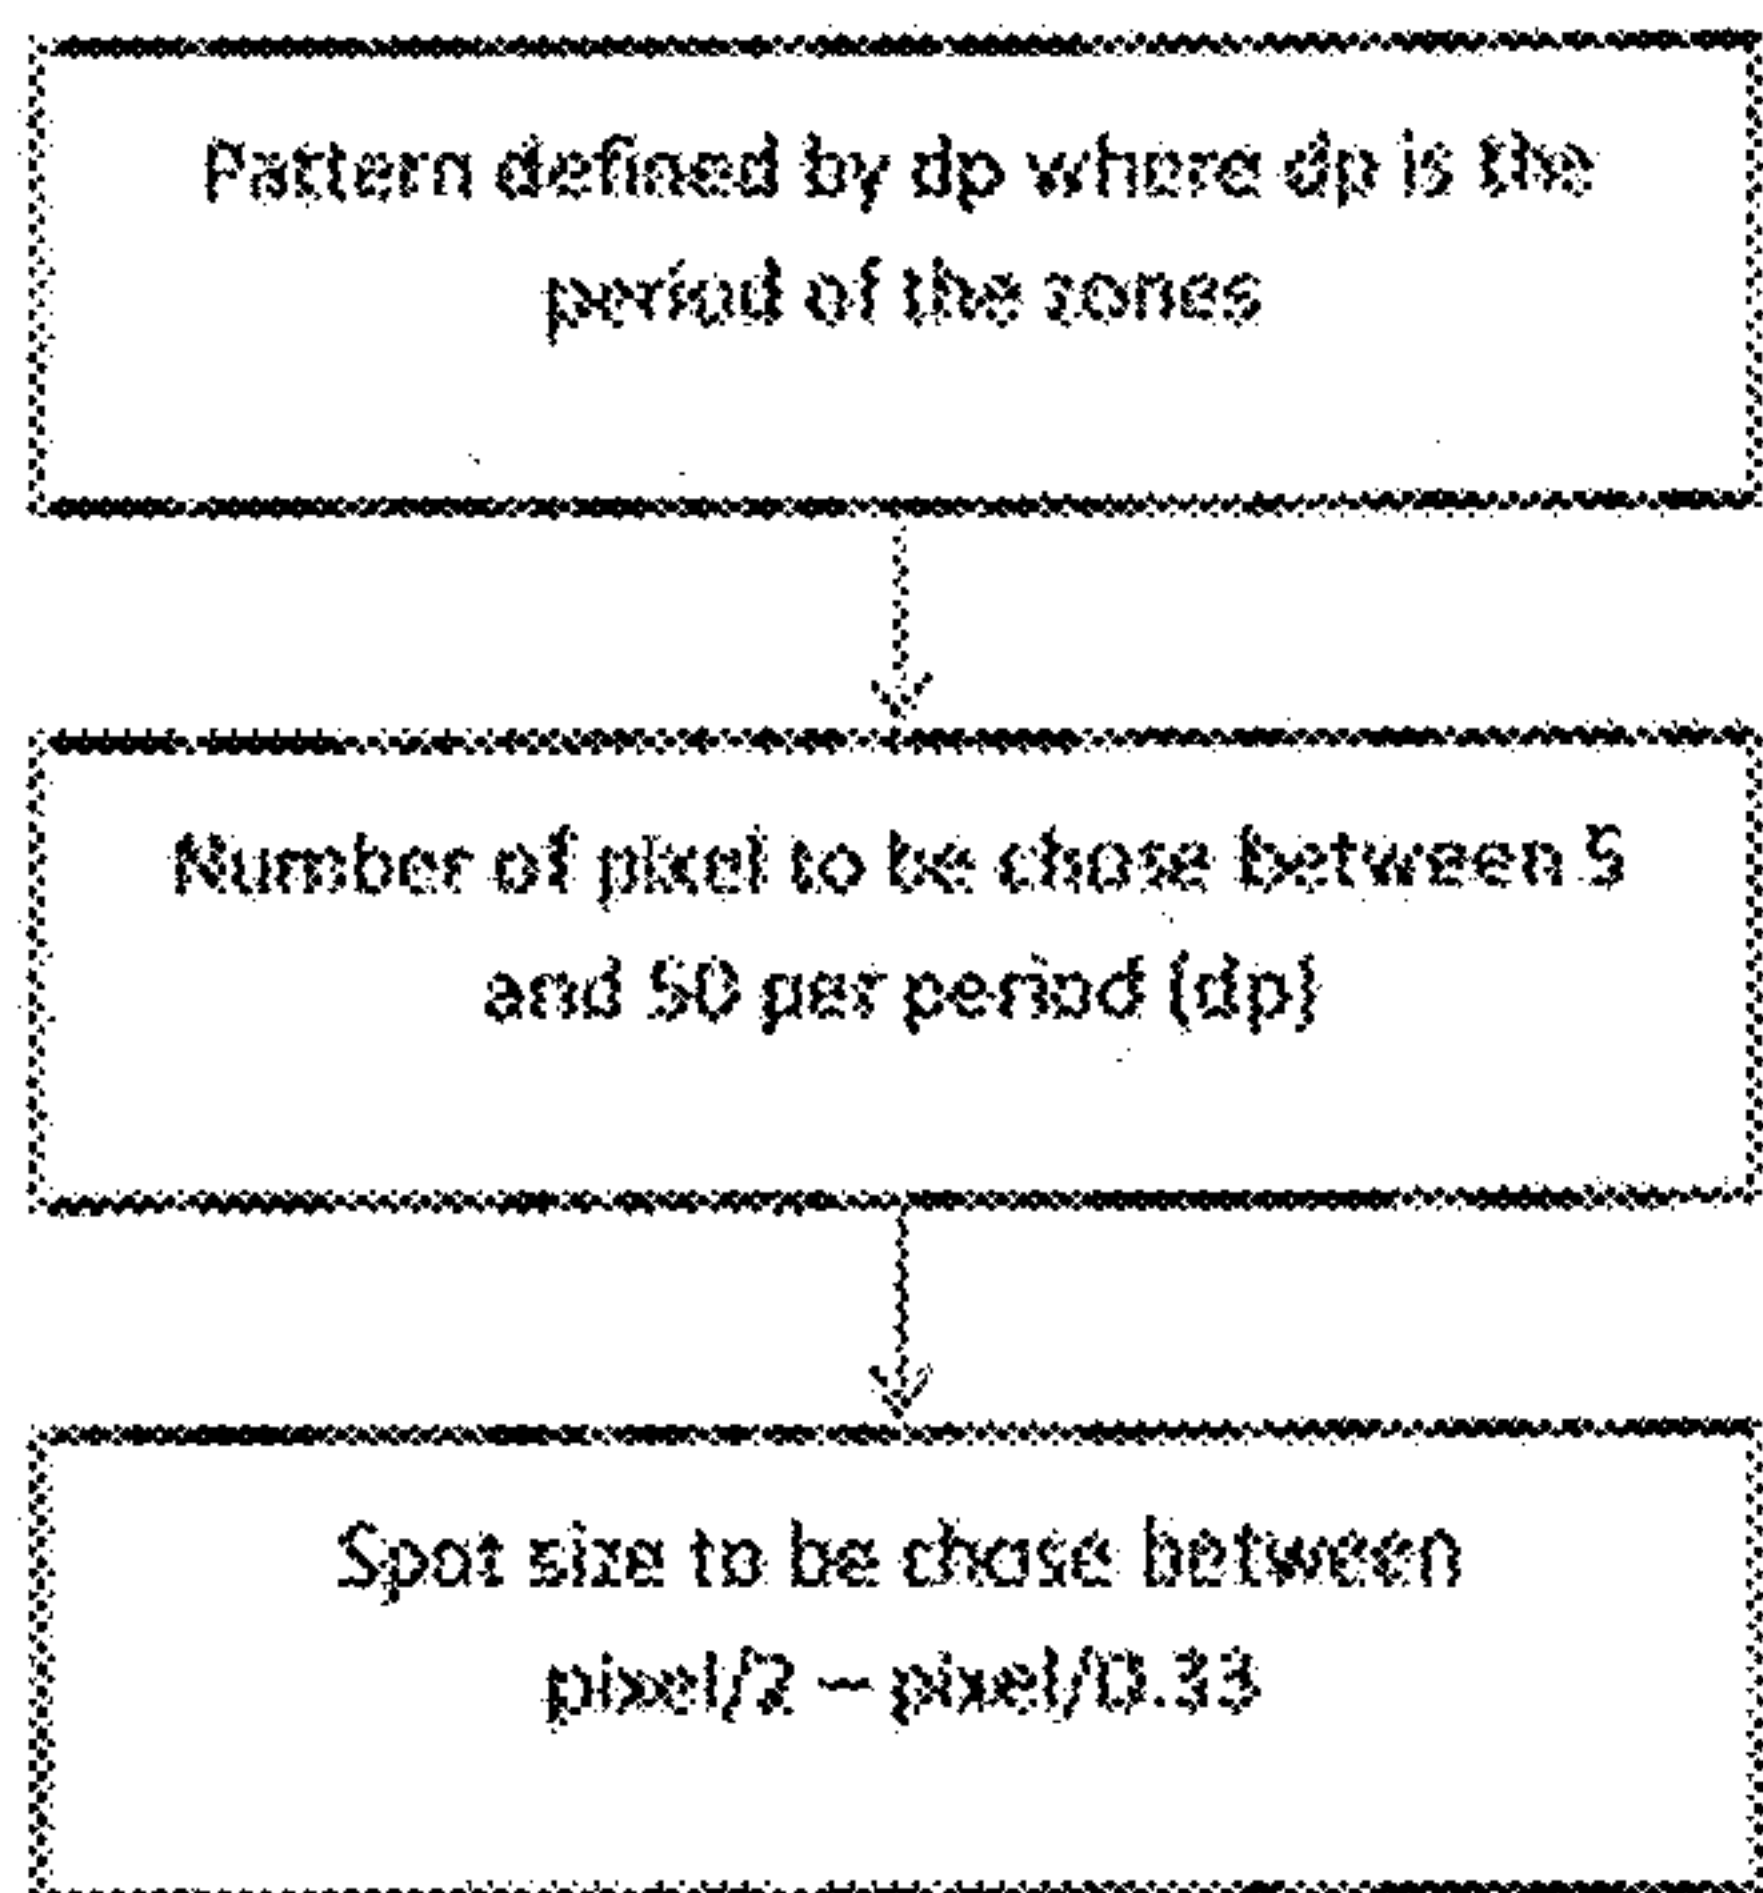 Pattern defined by dp where dp is the
period of the zones
Number of pixel to be chose between 5
and 50 per period (dp)
Spot size to be chose between
pixel/2 – pixel/0.33